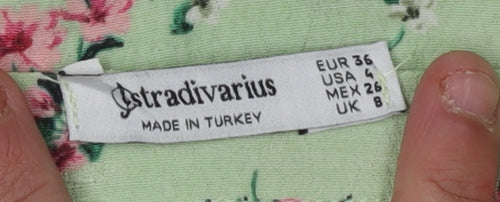 stradivarius
MADE IN TURKEY
EUR 36
USA 4
MEX 26
UK 8